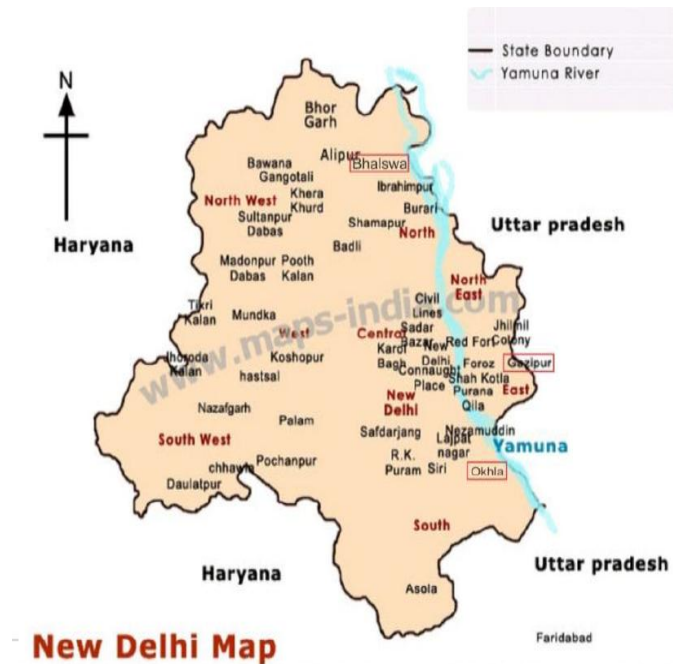 State Boundary
Yamuna River
N
Bhor
Garh
Alipur
Bhalswa
Bawana
Gangotali
Ibrahimpur
North West
Khera
Khurd
Burari
Sultanpur
Dabas
Shamapur
North
Uttar pradesh
Haryana
Badli
Madonpur
Dabas
Pooth
Kalan
North
East
Civil
Lines
Tikri
Kalan
Mundka
www.maps-india.com
West
Central
Sadar
Bazar
Jhilmil
Colony
Red Fort
Karol
Bagh
New
Delhi
Jhoroda
Kalan
Koshopur
Foroz
Shah Kotla
Gazipur
Connaught
Place
hastsal
Purana
Qila
East
New
Delhi
Nazafgarh
Palam
Safdarjang
Nezamuddin
Lajpat
nagar
South West
Yamuna
R.K.
Puram
Siri
Okhla
chhawla
Pochanpur
Daulatpur
South
Haryana
Uttar pradesh
Asola
New Delhi Map
Faridabad